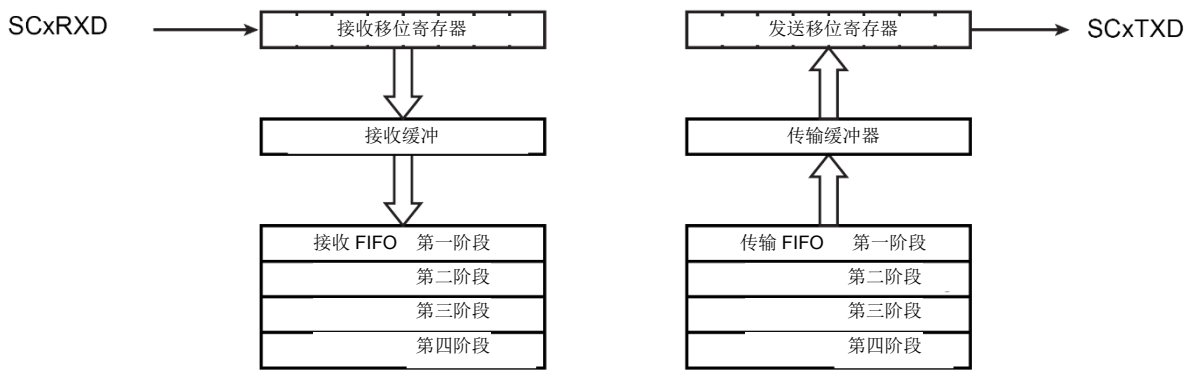 SCxRXD
接收移位寄存器
接收缓冲
接收 FIFO 第一阶段
第二阶段
第三阶段
第四阶段
发送移位寄存器
SCxTXD
传输缓冲器
传输 FIFO 第一阶段
第二阶段
第三阶段
第四阶段